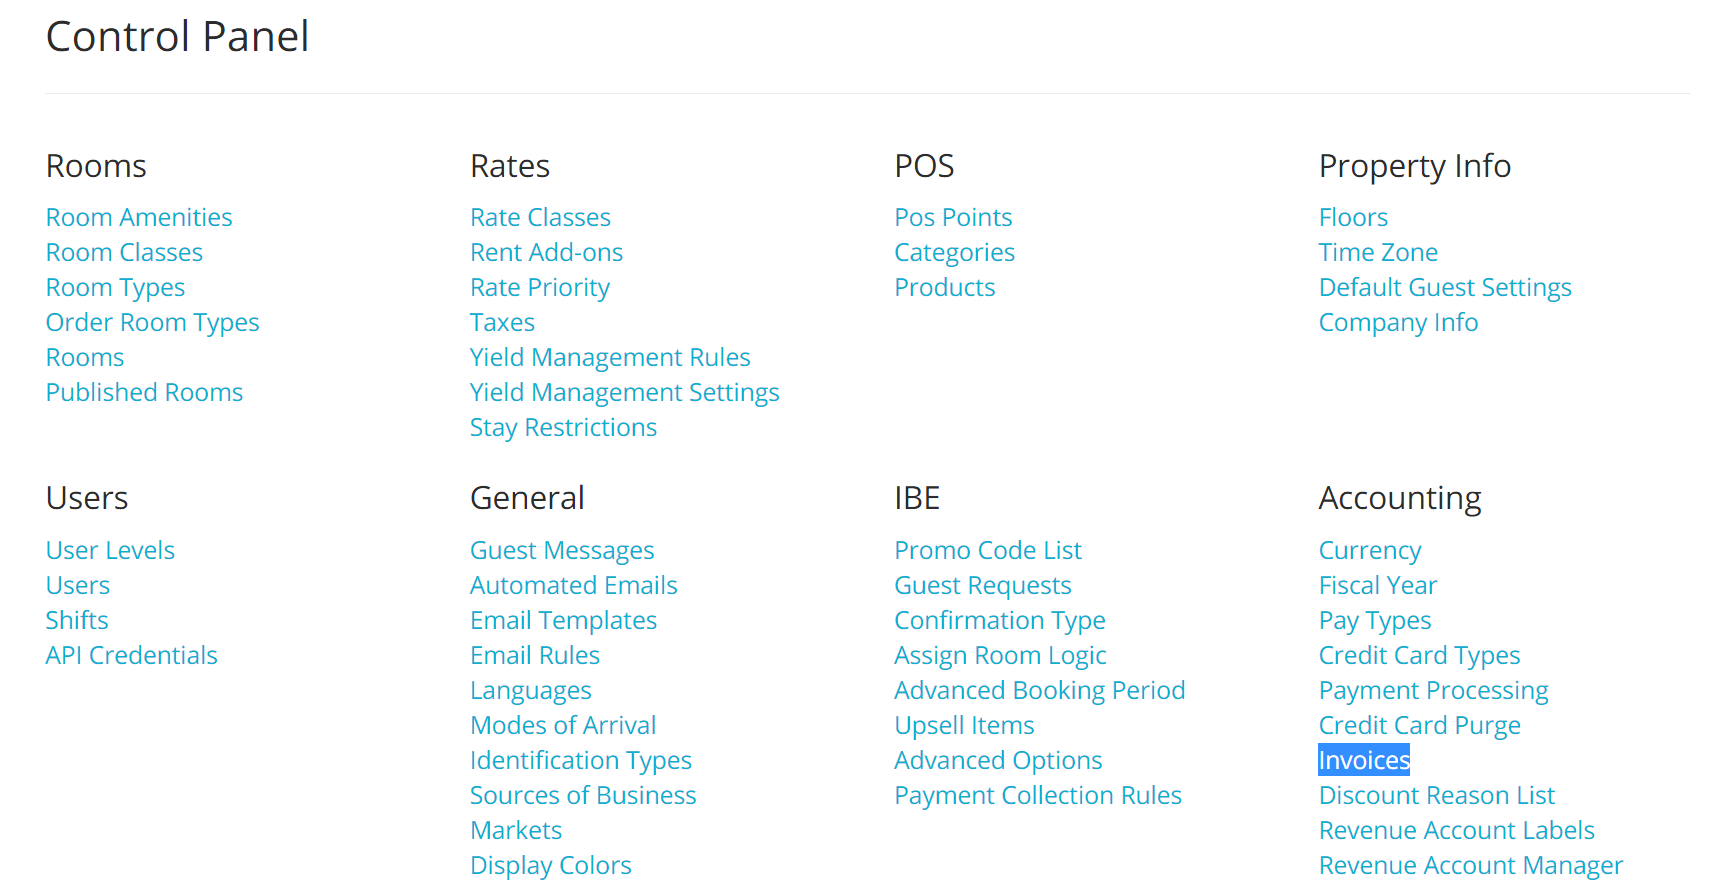 Control Panel
Rooms
Room Amenities
Room Classes
Room Types
Order Room Types
Rooms
Published Rooms
Rates
Rate Classes
Rent Add-ons
Rate Priority
Taxes
Yield Management Rules
Yield Management Settings
Stay Restrictions
POS
Pos Points
Categories
Products
Property Info
Floors
Time Zone
Default Guest Settings
Company Info
Users
User Levels
Users
Shifts
API Credentials
General
Guest Messages
Automated Emails
Email Templates
Email Rules
Languages
Modes of Arrival
Identification Types
Sources of Business
Markets
Display Colors
IBE
Promo Code List
Guest Requests
Confirmation Type
Assign Room Logic
Advanced Booking Period
Upsell Items
Advanced Options
Payment Collection Rules
Accounting
Currency
Fiscal Year
Pay Types
Credit Card Types
Payment Processing
Credit Card Purge
Invoices
Discount Reason List
Revenue Account Labels
Revenue Account Manager